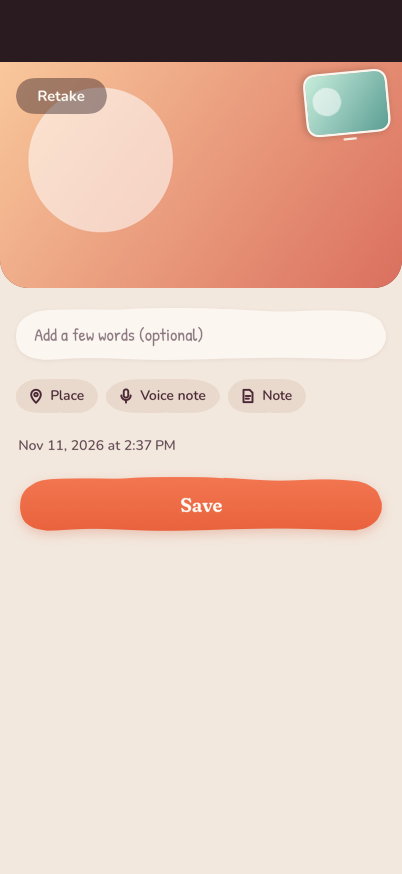 Retake
Add a few words (optional)
Place
Voice note
Note
Nov 11, 2026 at 2:37 PM
Save